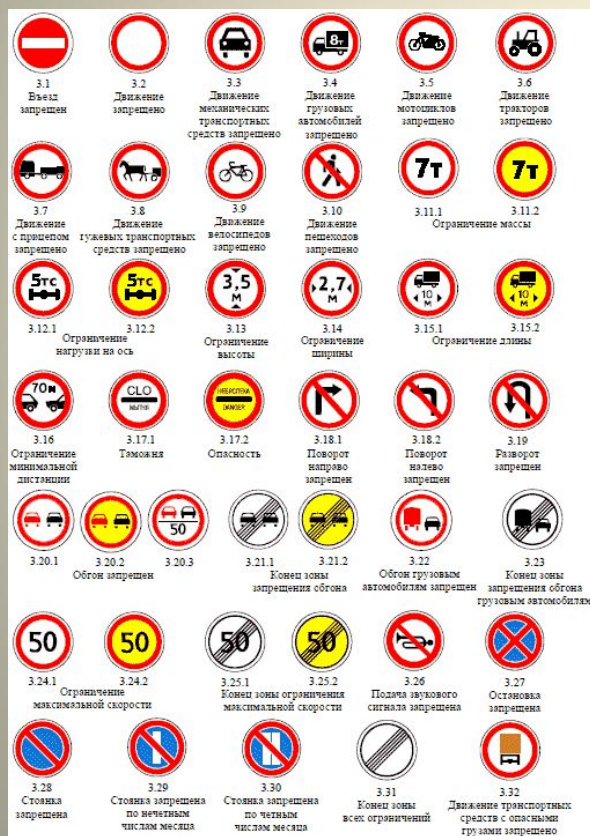 8т
3.1
3.2
3.3
3.4
3.5
3.6
Въезд
запрещен
Движение
запрещено
Движение
механических
транспортных
средств запрещено
Движение
грузовых
автомобилей
запрещено
Движение
мотоциклов
запрещено
Движение
тракторов
запрещено
7т
7т
3.7
3.8
3.9
3.10
3.11.1
3.11.2
Движение
с прицепом
запрещено
Движение
гужевых транспортных
средств запрещено
Движение
велосипедов
запрещено
Движение
пешеходов
запрещено
Ограничение массы
5тс
5тс
3,5
М
2,7
М
10
М
10
М
3.12.1
3.12.2
3.13
3.14
3.15.1
3.15.2
Ограничение
нагрузки на ось
Ограничение
высоты
Ограничение
ширины
Ограничение длины
70м
CLO
МЫТНЯ
DANGER
3.16
3.17.1
3.17.2
3.18.1
3.18.2
3.19
Ограничение
минимальной
дистанции
Таможня
Опасность
Поворот
направо
запрещен
Поворот
налево
запрещен
Разворот
запрещен
50
3.20.1
3.20.2
3.20.3
3.21.1
3.21.2
3.22
3.23
Обгон запрещен
Конец зоны
запрещения обгона
Обгон грузовым
автомобилям запрещен
Конец зоны
запрещения обгона
грузовым автомобилям
50
50
50
50
3.24.1
3.24.2
3.25.1
3.25.2
3.26
3.27
Ограничение
максимальной скорости
Конец зоны ограничения
максимальной скорости
Подача звукового
сигнала запрещена
Остановка
запрещена
3.28
3.29
3.30
3.31
3.32
Стоянка
запрещена
Стоянка запрещена
по нечетным
числам месяца
Стоянка запрещена
по четным
числам месяца
Конец зоны
всех ограничений
Движение транспортных
средств с опасными
грузами запрещено